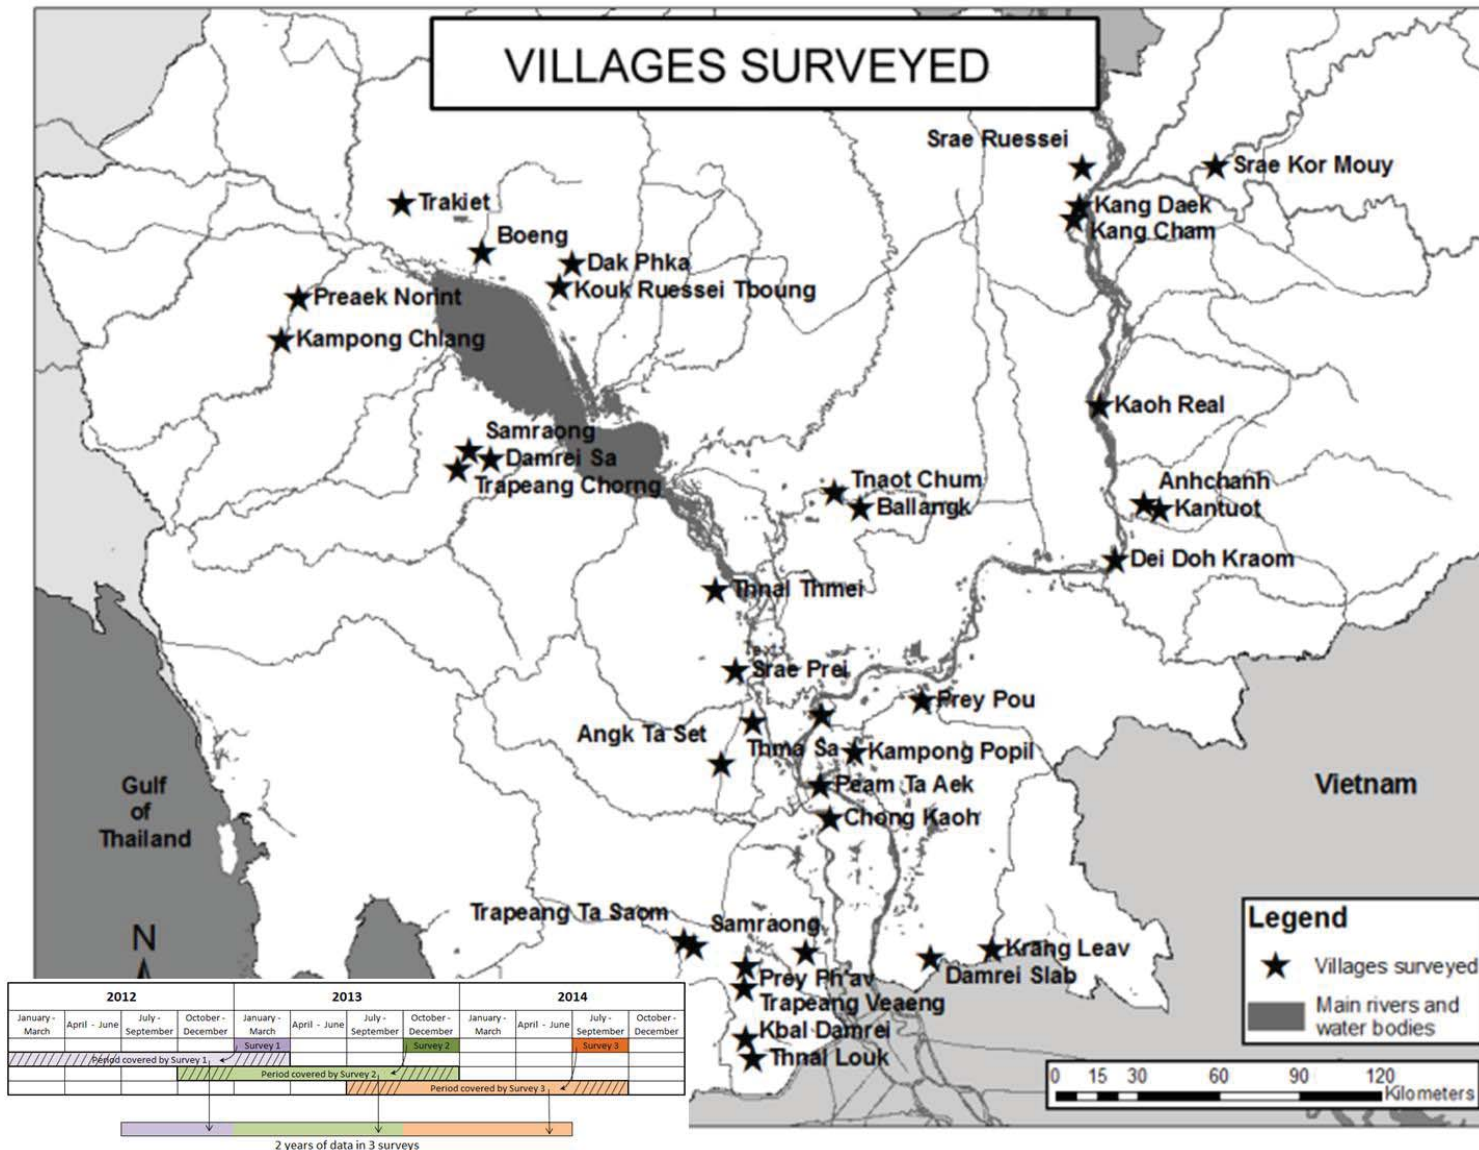 VILLAGES SURVEYED
Srae Ruessei
Srae Kor Mouy
Trakiet
Kang Daek
Kang Cham
Boeng
Dak Phka
Kouk Ruessei Tboung
Preaek Norint
Kampong Chlang
Kaoh Real
Samraong
Damrei Sa
Trapeang Chorng
Tnaot Chum
Ballangk
Anhchanh
Kantuot
Dei Doh Kraom
Thnal Thmei
Text
Srae Prei
Prey Pou
Angk Ta Set
Thma Sa
Kampong Popil
Peam Ta Aek
Chong Kaoh
Gulf
of
Thailand
Vietnam
Trapeang Ta Saom
Samraong
Krang Leav
Damrei Slab
Prey Ph'av
Trapeang Veaeng
Kbal Damrei
Thnal Louk
N
Legend
Villages surveyed
Main rivers and
water bodies
0 15 30 60 90 120
Kilometers
2012 2013 2014
January - March April - June July - September October - December January - March April - June July - September October - December January - March April - June July - September October - December
Survey 1 Survey 2 Survey 3
Period covered by Survey 1
Period covered by Survey 2
Period covered by Survey 3
2 years of data in 3 surveys